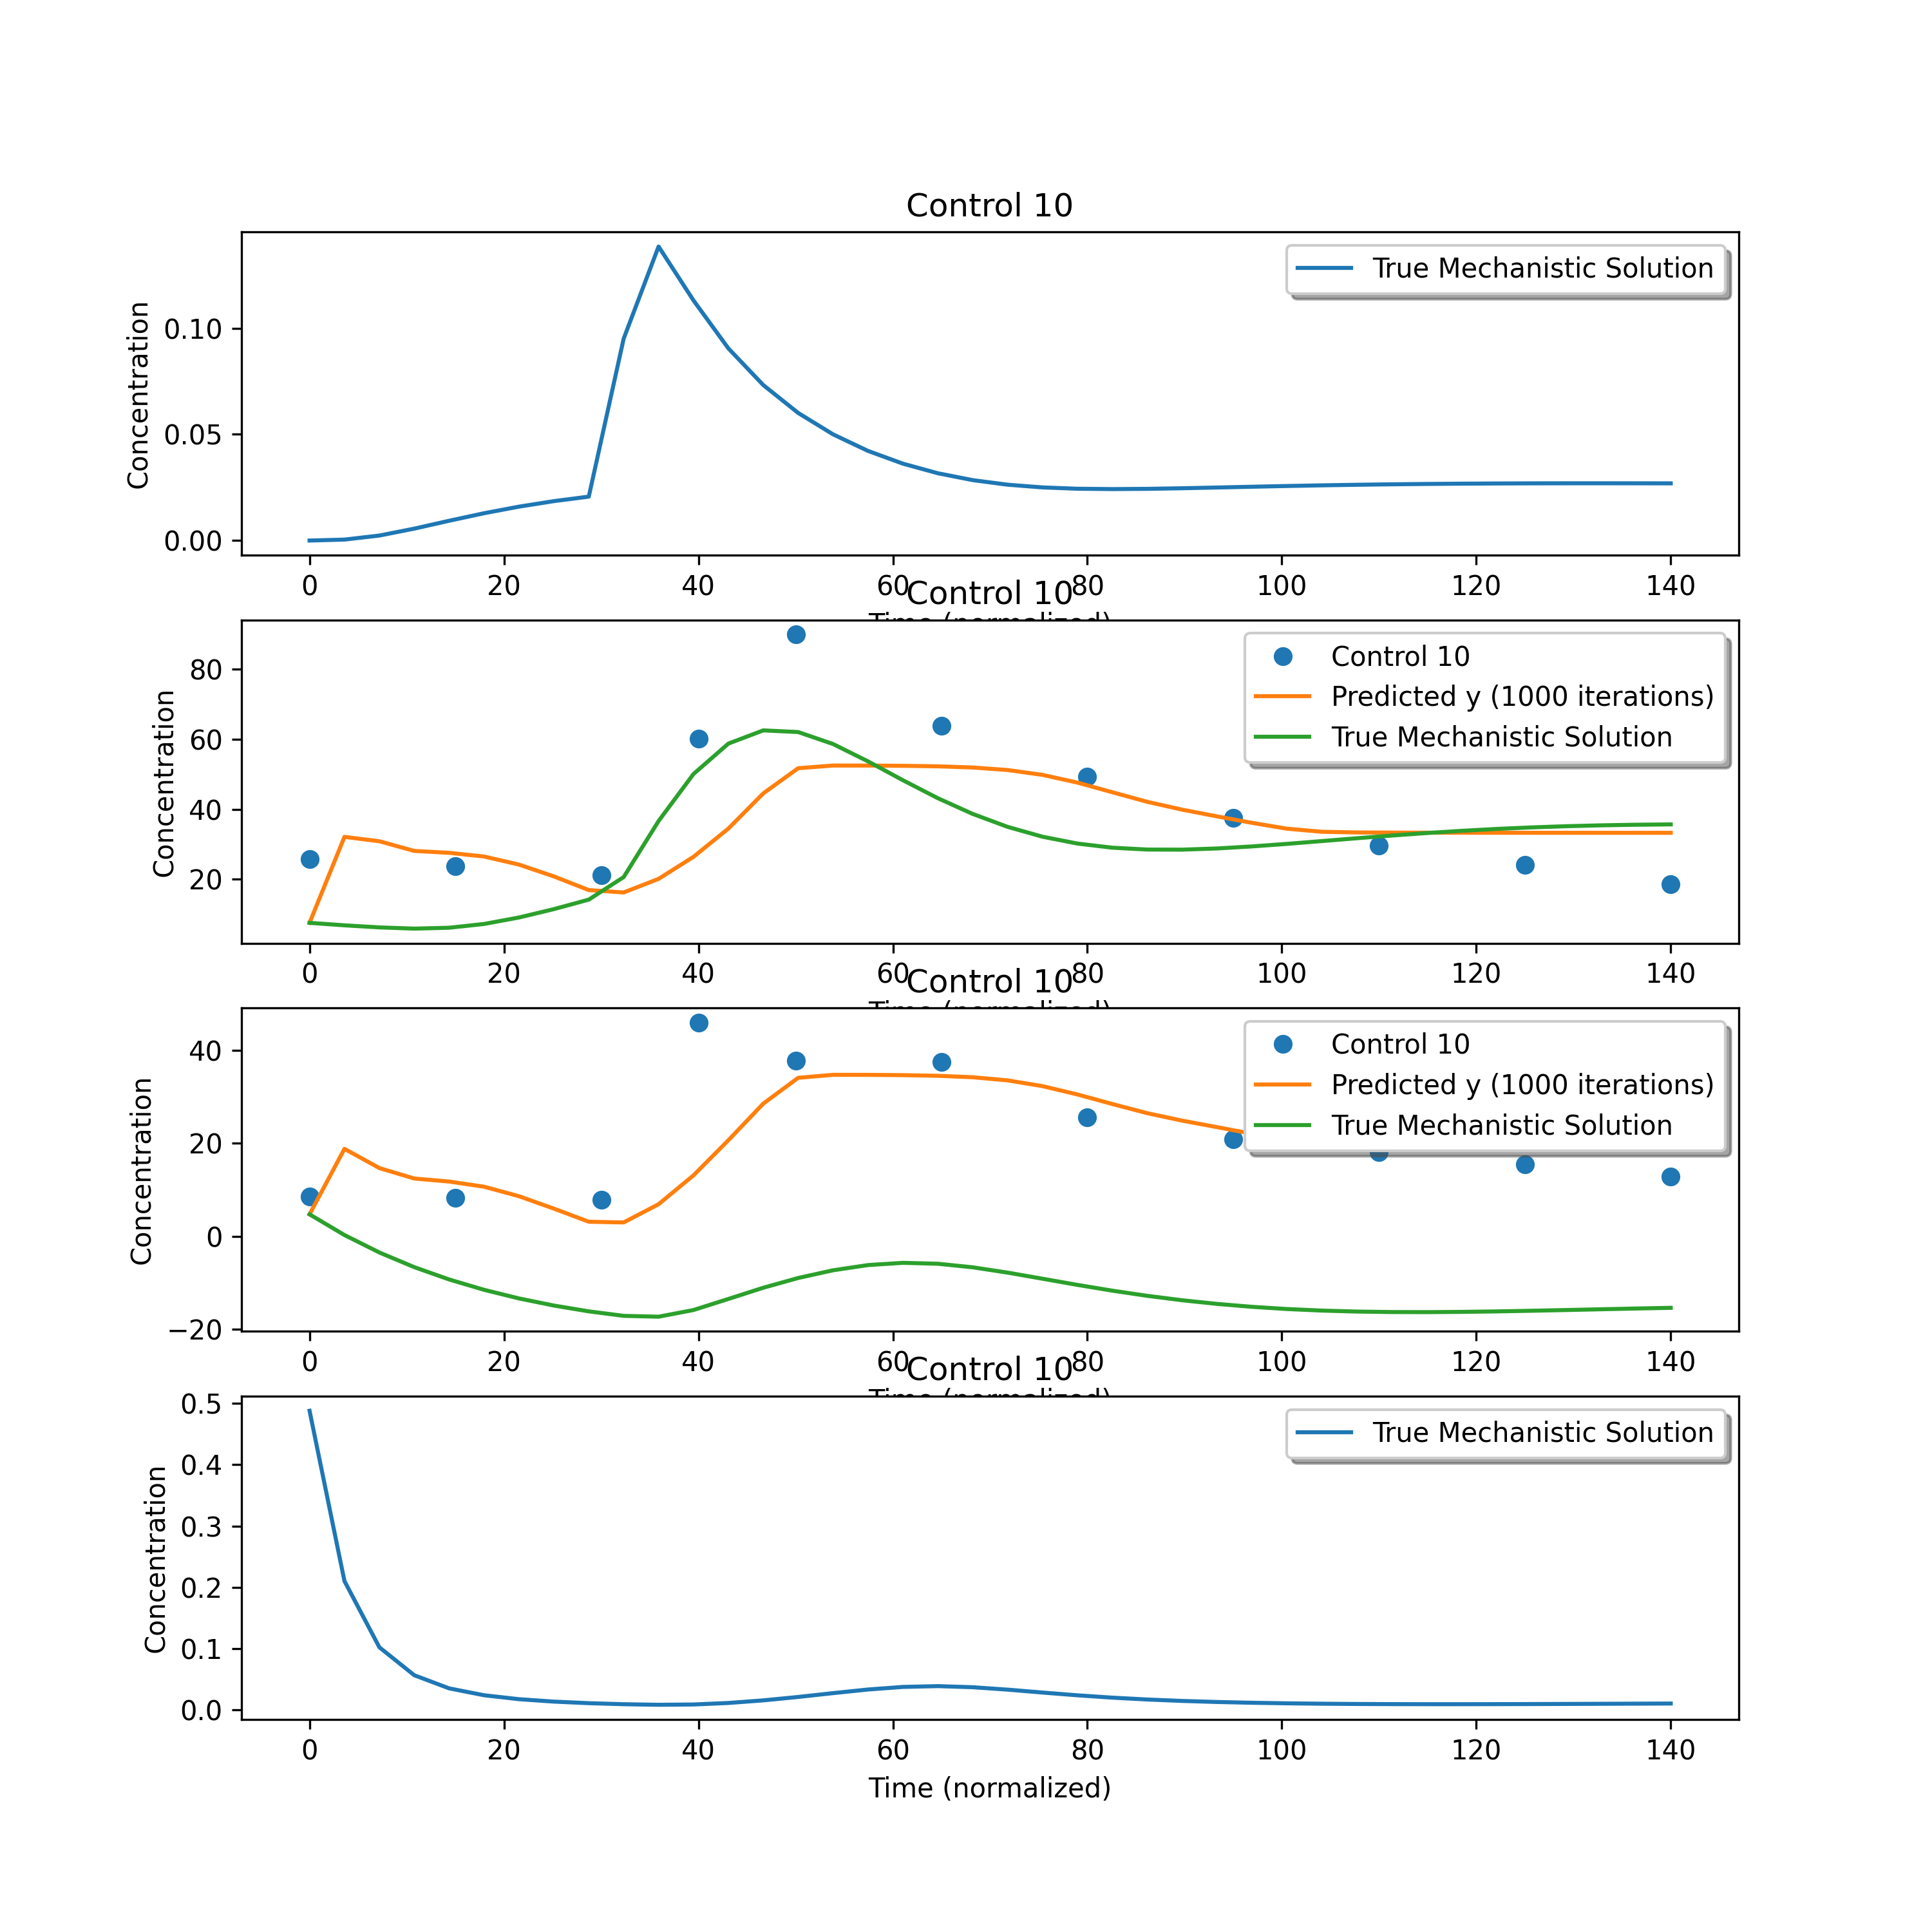 Control 10
Concentration
True Mechanistic Solution
0.10
0.05
0.00
0 20 40 60 80 100 120 140
Control 10
Concentration
Control 10
Predicted y (1000 iterations)
True Mechanistic Solution
80
60
40
20
0 20 40 60 80 100 120 140
Control 10
Concentration
Control 10
Predicted y (1000 iterations)
True Mechanistic Solution
40
20
0
−20
0 20 40 60 80 100 120 140
Control 10
Concentration
True Mechanistic Solution
0.5
0.4
0.3
0.2
0.1
0.0
0 20 40 60 80 100 120 140
Time (normalized)